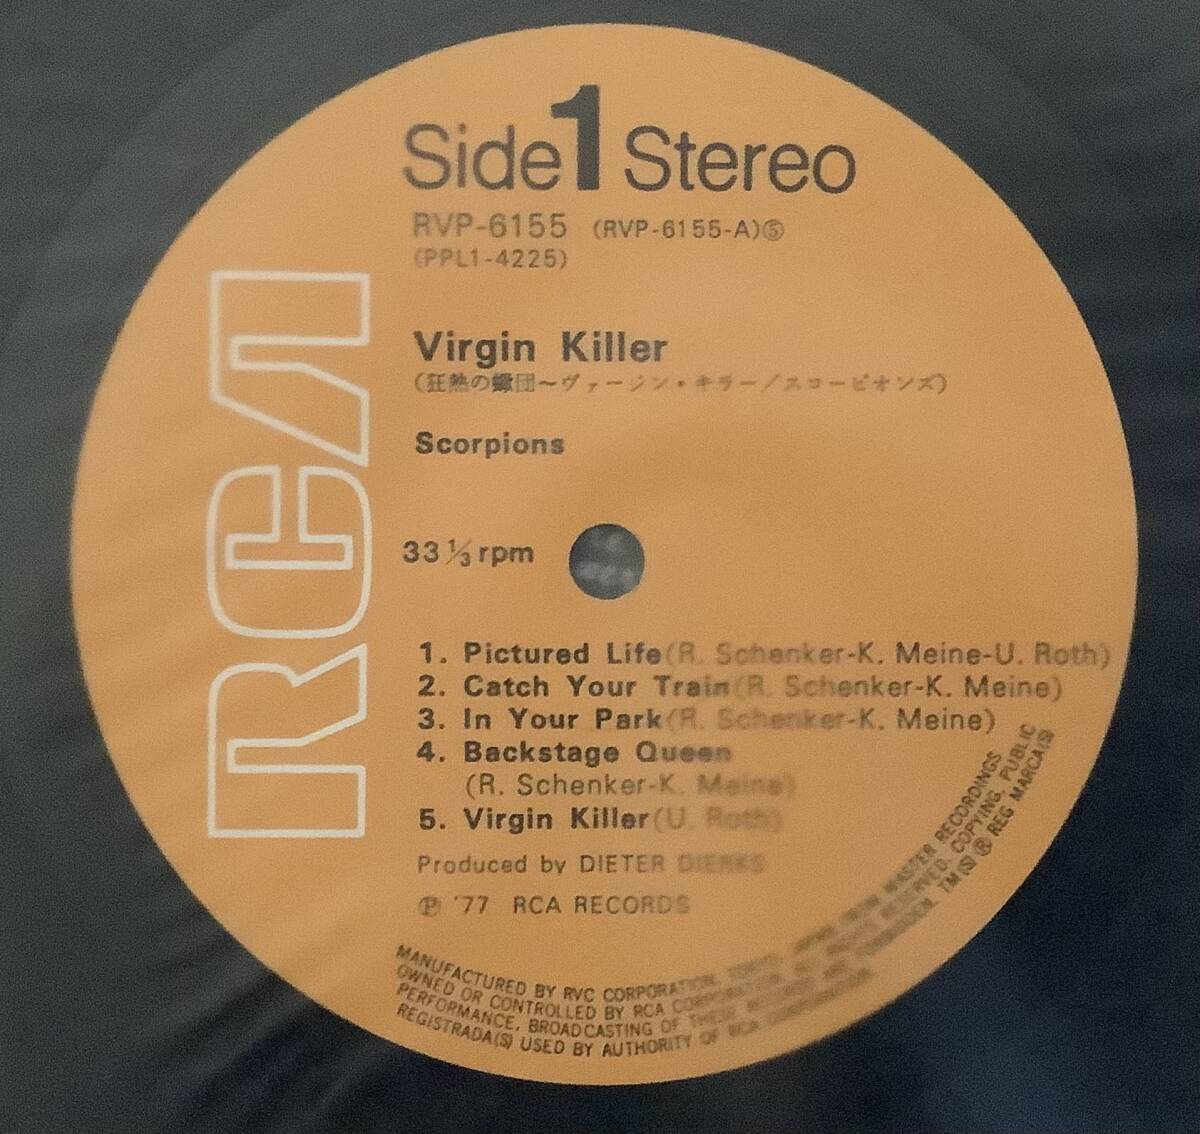 Side 1 Stereo
RVP-6155 (RVP-6155-A)⑤
(PPL1-4225)
RCA
Virgin Killer
(狂熱の蠍団〜ヴァージン・キラー/スコーピオンズ)
Scorpions
33 1/3 rpm
1. Pictured Life (R. Schenker-K. Meine-U. Roth)
2. Catch Your Train (R. Schenker-K. Meine)
3. In Your Park (R. Schenker-K. Meine)
4. Backstage Queen
(R. Schenker-K. Meine)
5. Virgin Killer (U. Roth)
Produced by DIETER DIERKS
Ⓟ '77 RCA RECORDS
MANUFACTURED BY RVC CORPORATION, TOKYO, JAPAN FROM MASTER RECORDINGS
OWNED OR CONTROLLED BY RCA CORPORATION. ALL RIGHTS RESERVED. COPYING, PUBLIC
PERFORMANCE, BROADCASTING OF THESE RECORDS ARE FORBIDDEN. TM(S) ® REG MARCA(S)
REGISTRADA(S) USED BY AUTHORITY OF RCA CORPORATION.